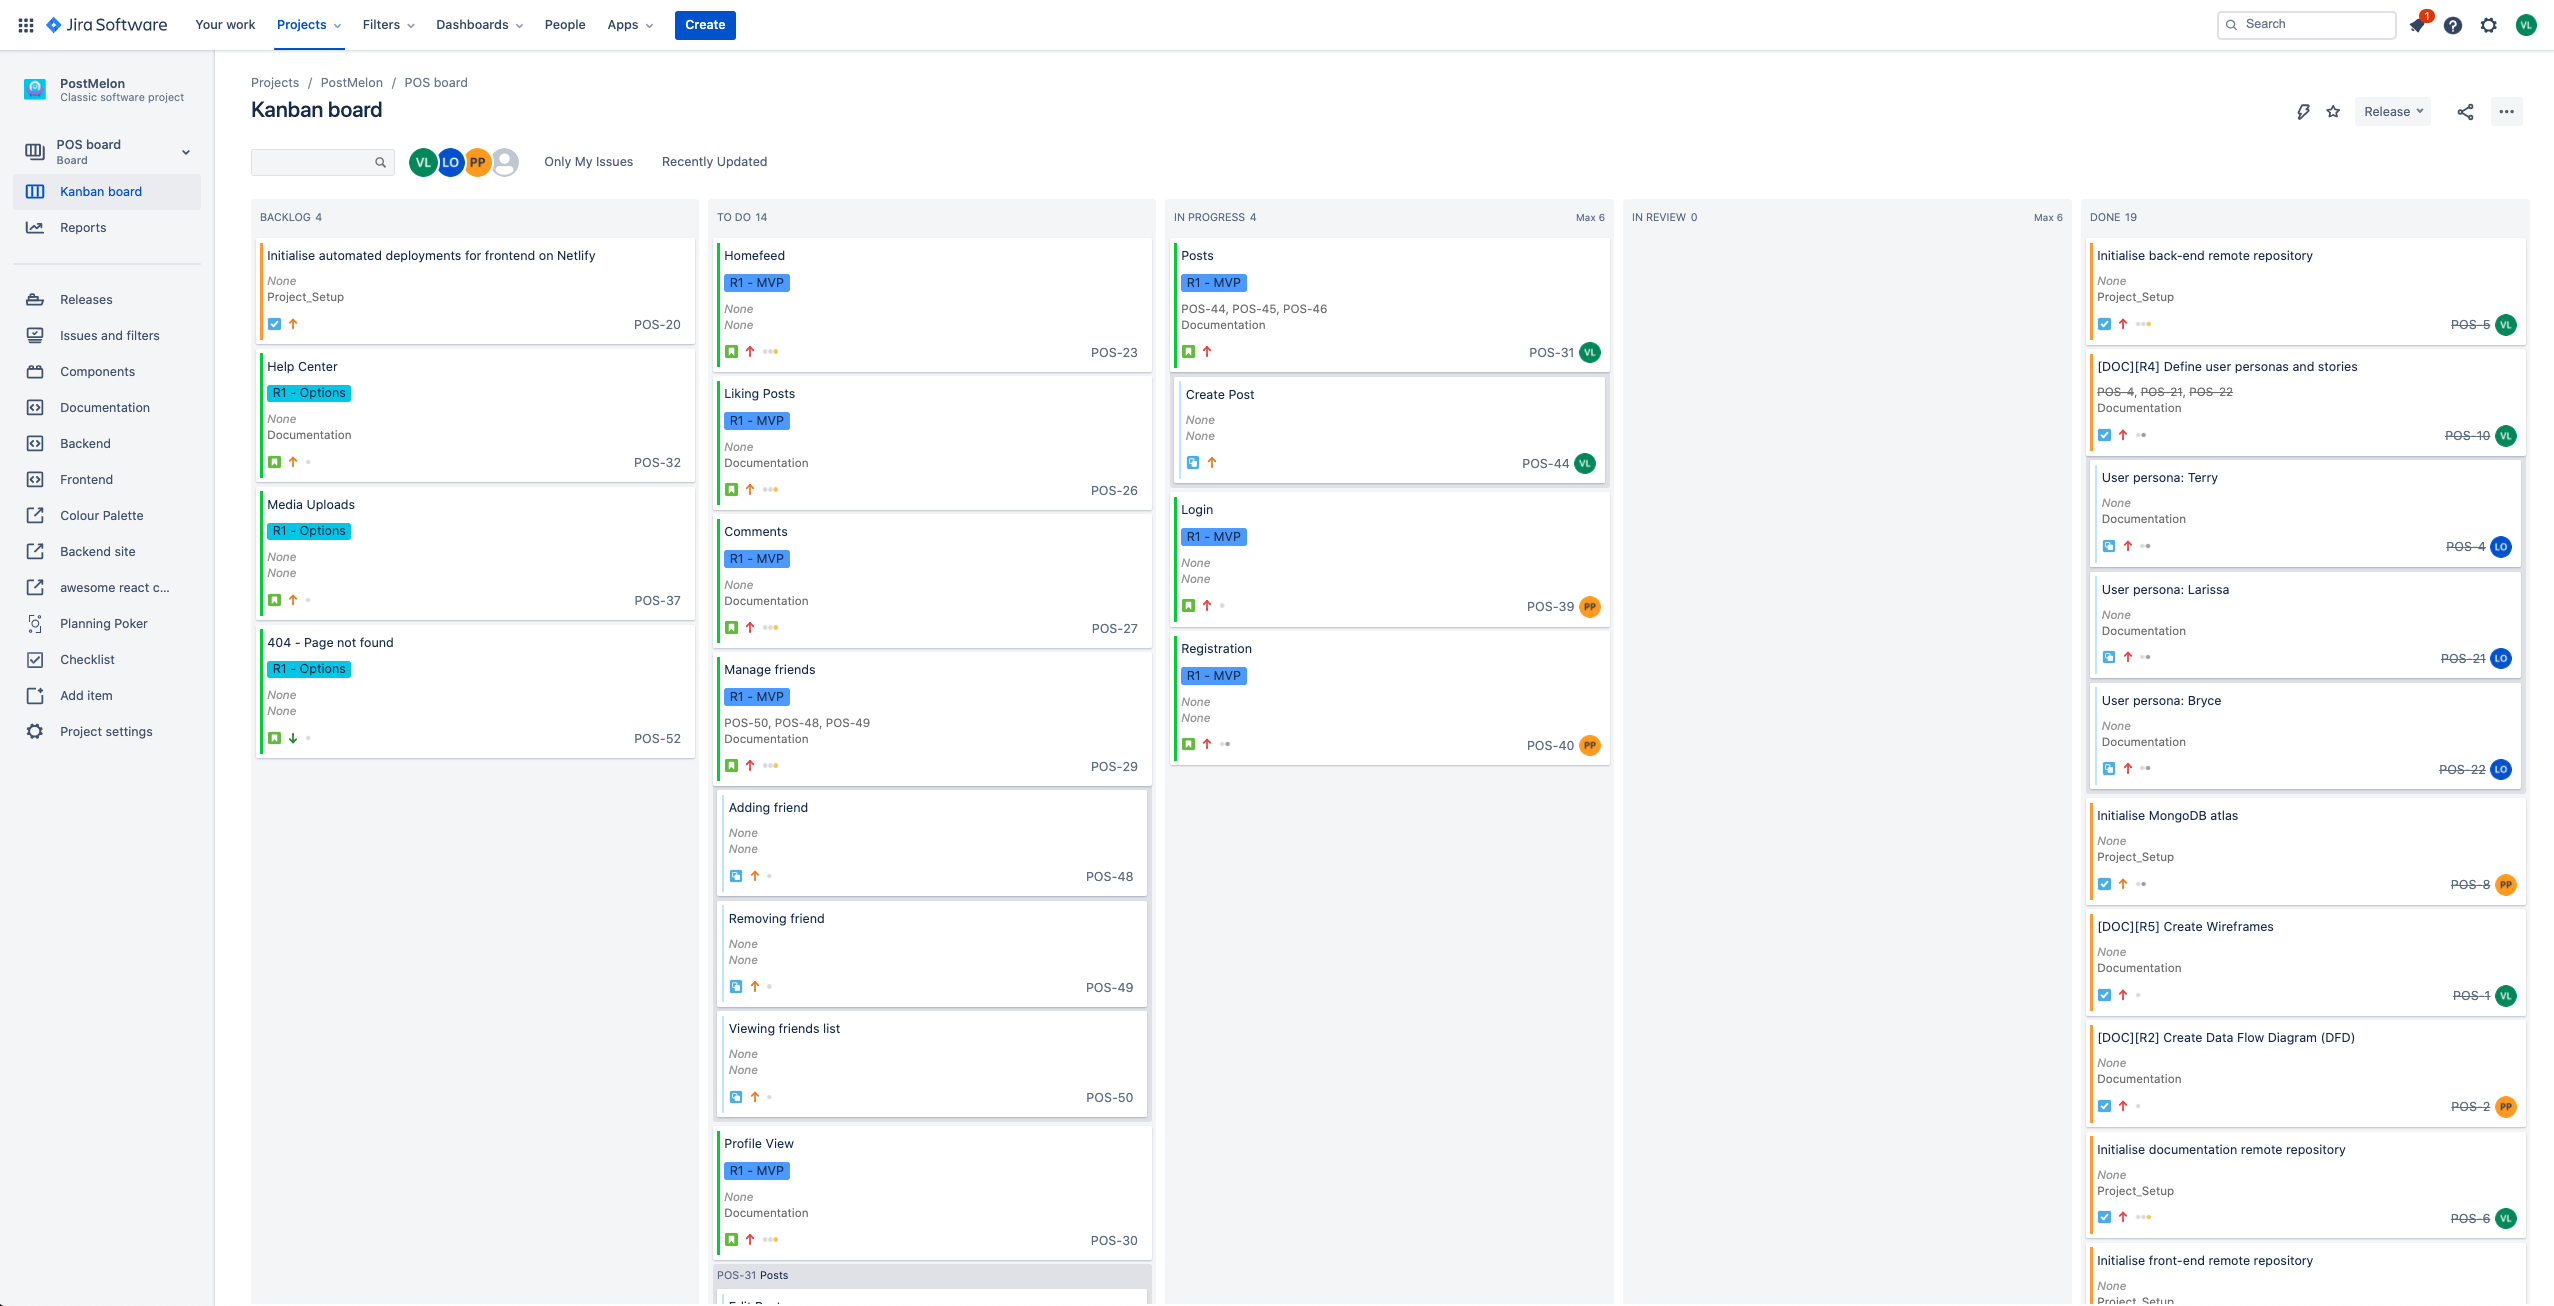 Jira Software
Your work
Projects
Filters
Dashboards
People
Apps
Create
Search
1
VL
PostMelon
Classic software project
POS board
Board
Kanban board
Reports
Releases
Issues and filters
Components
Documentation
Backend
Frontend
Colour Palette
Backend site
awesome react c...
Planning Poker
Checklist
Add item
Project settings
Projects / PostMelon / POS board
Kanban board
Release
VL LO PP
Only My Issues
Recently Updated
BACKLOG 4
Initialise automated deployments for frontend on Netlify
None
Project_Setup
POS-20
Help Center
R1 - Options
None
Documentation
POS-32
Media Uploads
R1 - Options
None
None
POS-37
404 - Page not found
R1 - Options
None
None
POS-52
TO DO 14
Homefeed
R1 - MVP
None
None
POS-23
Liking Posts
R1 - MVP
None
Documentation
POS-26
Comments
R1 - MVP
None
Documentation
POS-27
Manage friends
R1 - MVP
POS-50, POS-48, POS-49
Documentation
POS-29
Adding friend
None
None
POS-48
Removing friend
None
None
POS-49
Viewing friends list
None
None
POS-50
Profile View
R1 - MVP
None
Documentation
POS-30
POS-31 Posts
IN PROGRESS 4 Max 6
Posts
R1 - MVP
POS-44, POS-45, POS-46
Documentation
POS-31 VL
Create Post
None
None
POS-44 VL
Login
R1 - MVP
None
None
POS-39 PP
Registration
R1 - MVP
None
None
POS-40 PP
IN REVIEW 0 Max 6
DONE 19
Initialise back-end remote repository
None
Project_Setup
POS-5 VL
[DOC][R4] Define user personas and stories
POS-4, POS-21, POS-22
Documentation
POS-10 VL
User persona: Terry
None
Documentation
POS-4 LO
User persona: Larissa
None
Documentation
POS-21 LO
User persona: Bryce
None
Documentation
POS-22 LO
Initialise MongoDB atlas
None
Project_Setup
POS-8 PP
[DOC][R5] Create Wireframes
None
Documentation
POS-1 VL
[DOC][R2] Create Data Flow Diagram (DFD)
None
Documentation
POS-2 PP
Initialise documentation remote repository
None
Project_Setup
POS-6 VL
Initialise front-end remote repository
None
Project_Setup